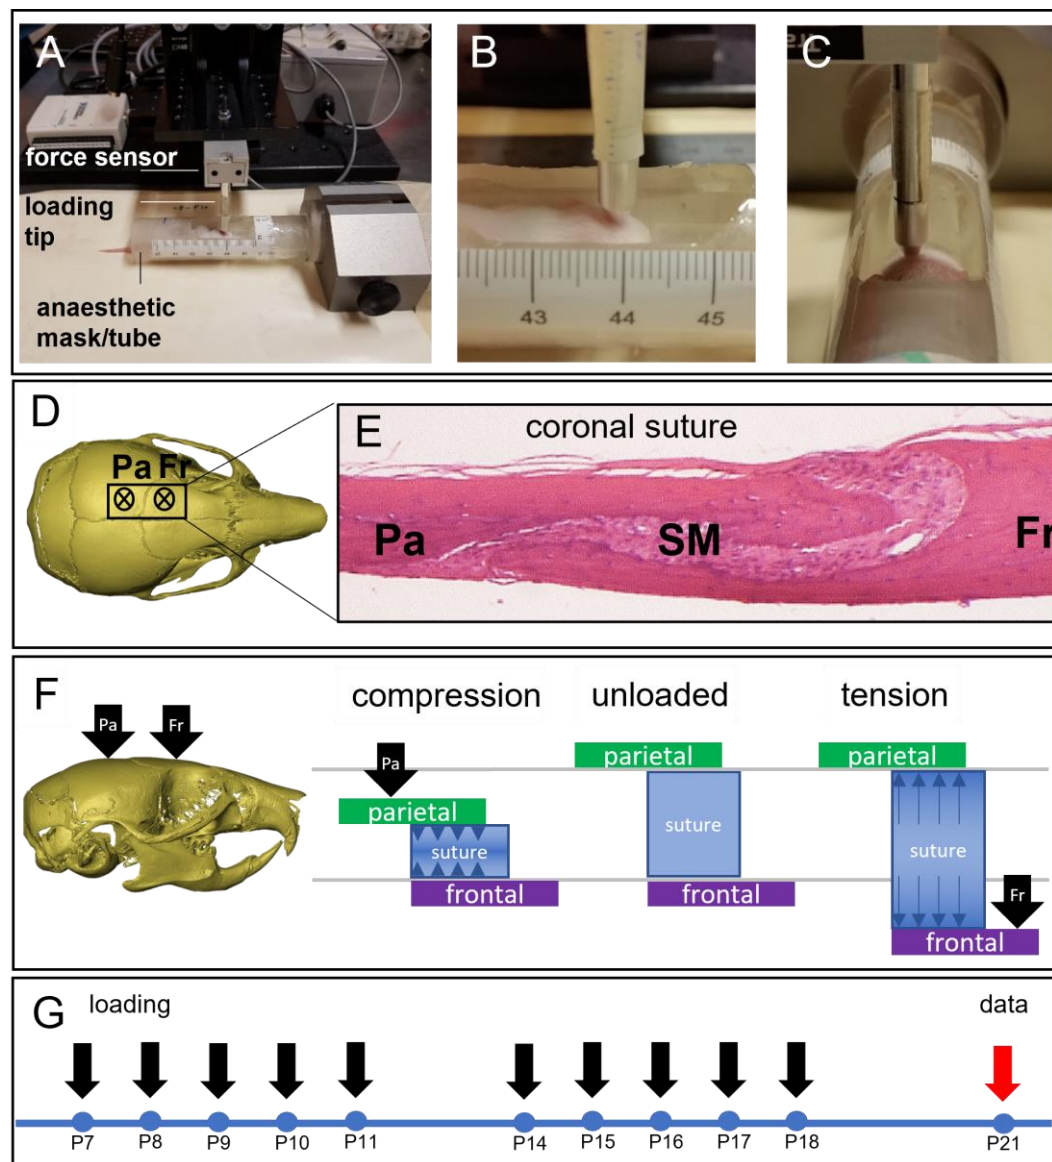 A
force sensor
loading
tip
anaesthetic
mask/tube
B
43 44 45
C
D
Pa Fr
E
coronal suture
Pa SM Fr
F
Pa Fr
compression unloaded tension
Pa
parietal
suture
frontal
parietal
suture
frontal
parietal
suture
Fr
frontal
G
loading data
P7 P8 P9 P10 P11 P14 P15 P16 P17 P18 P21